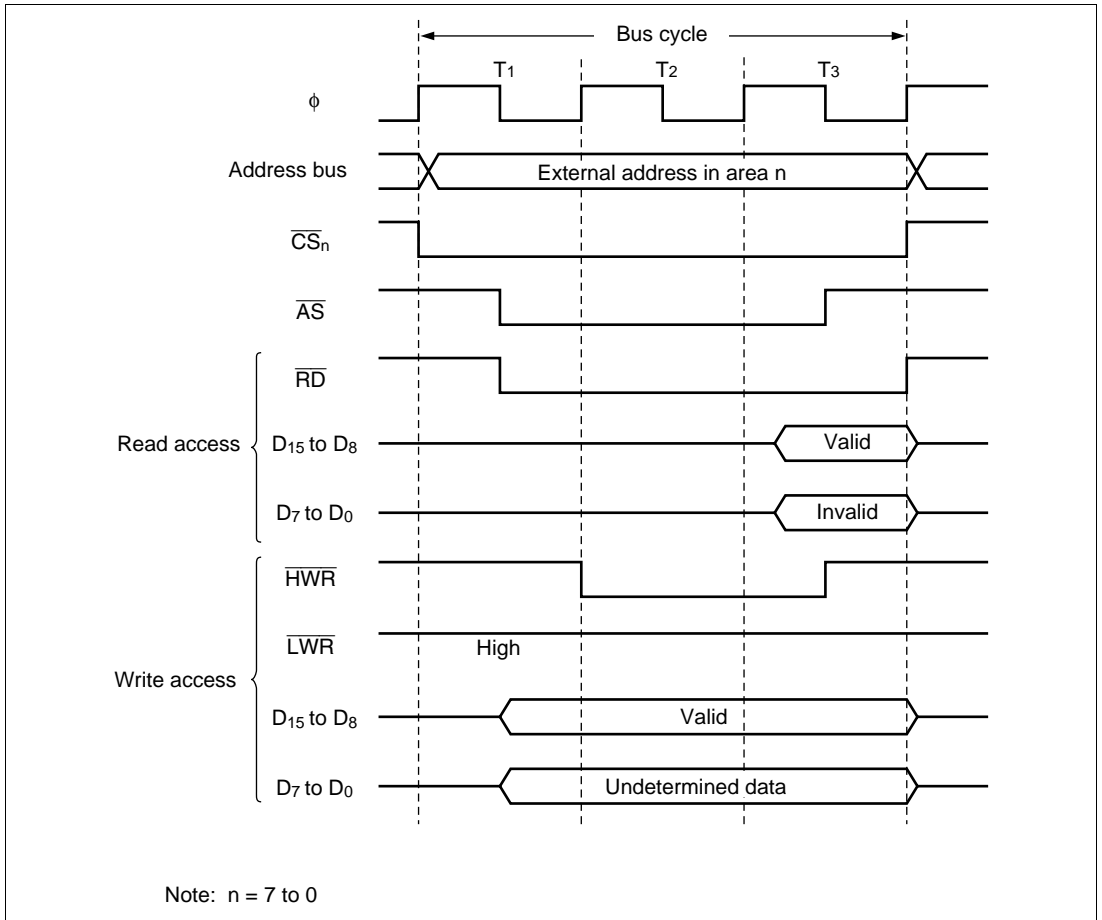 Bus cycle
T1 T2 T3
ϕ
Address bus External address in area n
CSn
AS
RD
Read access D15 to D8 Valid
D7 to D0 Invalid
HWR
LWR High
Write access D15 to D8 Valid
D7 to D0 Undetermined data
Note: n = 7 to 0